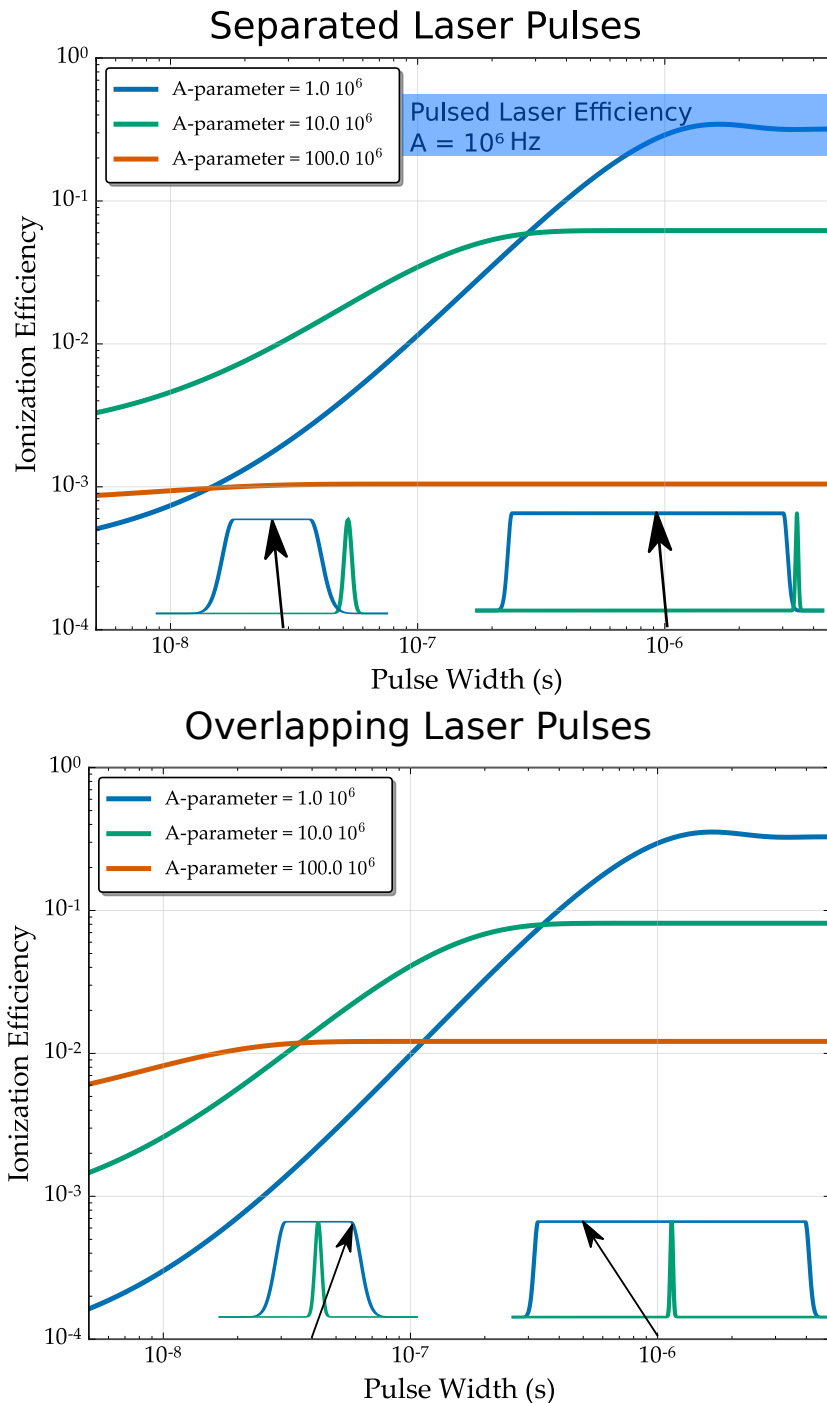 Separated Laser Pulses
10⁰
A-parameter = 1.0 10⁶
A-parameter = 10.0 10⁶
A-parameter = 100.0 10⁶
Pulsed Laser Efficiency
A = 10⁶ Hz
10⁻¹
10⁻²
10⁻³
10⁻⁴
Ionization Efficiency
10⁻⁸
10⁻⁷
10⁻⁶
Pulse Width (s)
Overlapping Laser Pulses
10⁰
A-parameter = 1.0 10⁶
A-parameter = 10.0 10⁶
A-parameter = 100.0 10⁶
10⁻¹
10⁻²
10⁻³
10⁻⁴
Ionization Efficiency
10⁻⁸
10⁻⁷
10⁻⁶
Pulse Width (s)